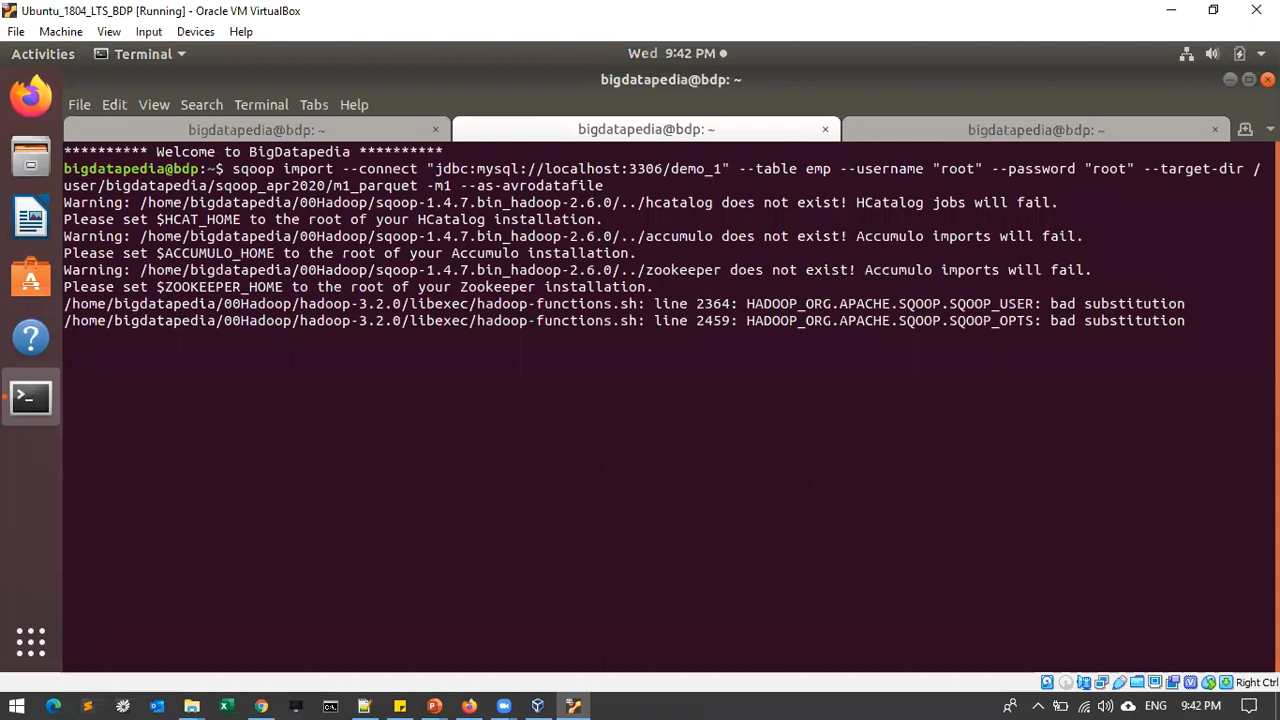 Ubuntu_1804_LTS_BDP [Running] - Oracle VM VirtualBox
File Machine View Input Devices Help
Activities Terminal Wed 9:42 PM
bigdatapedia@bdp: ~
File Edit View Search Terminal Tabs Help
bigdatapedia@bdp: ~ × bigdatapedia@bdp: ~ × bigdatapedia@bdp: ~ ×
********** Welcome to BigDatapedia **********
bigdatapedia@bdp:~$ sqoop import --connect "jdbc:mysql://localhost:3306/demo_1" --table emp --username "root" --password "root" --target-dir /
user/bigdatapedia/sqoop_apr2020/m1_parquet -m1 --as-avrodatafile
Warning: /home/bigdatapedia/00Hadoop/sqoop-1.4.7.bin_hadoop-2.6.0/../hcatalog does not exist! HCatalog jobs will fail.
Please set $HCAT_HOME to the root of your HCatalog installation.
Warning: /home/bigdatapedia/00Hadoop/sqoop-1.4.7.bin_hadoop-2.6.0/../accumulo does not exist! Accumulo imports will fail.
Please set $ACCUMULO_HOME to the root of your Accumulo installation.
Warning: /home/bigdatapedia/00Hadoop/sqoop-1.4.7.bin_hadoop-2.6.0/../zookeeper does not exist! Accumulo imports will fail.
Please set $ZOOKEEPER_HOME to the root of your Zookeeper installation.
/home/bigdatapedia/00Hadoop/hadoop-3.2.0/libexec/hadoop-functions.sh: line 2364: HADOOP_ORG.APACHE.SQOOP.SQOOP_USER: bad substitution
/home/bigdatapedia/00Hadoop/hadoop-3.2.0/libexec/hadoop-functions.sh: line 2459: HADOOP_ORG.APACHE.SQOOP.SQOOP_OPTS: bad substitution
Right Ctrl
ENG 9:42 PM